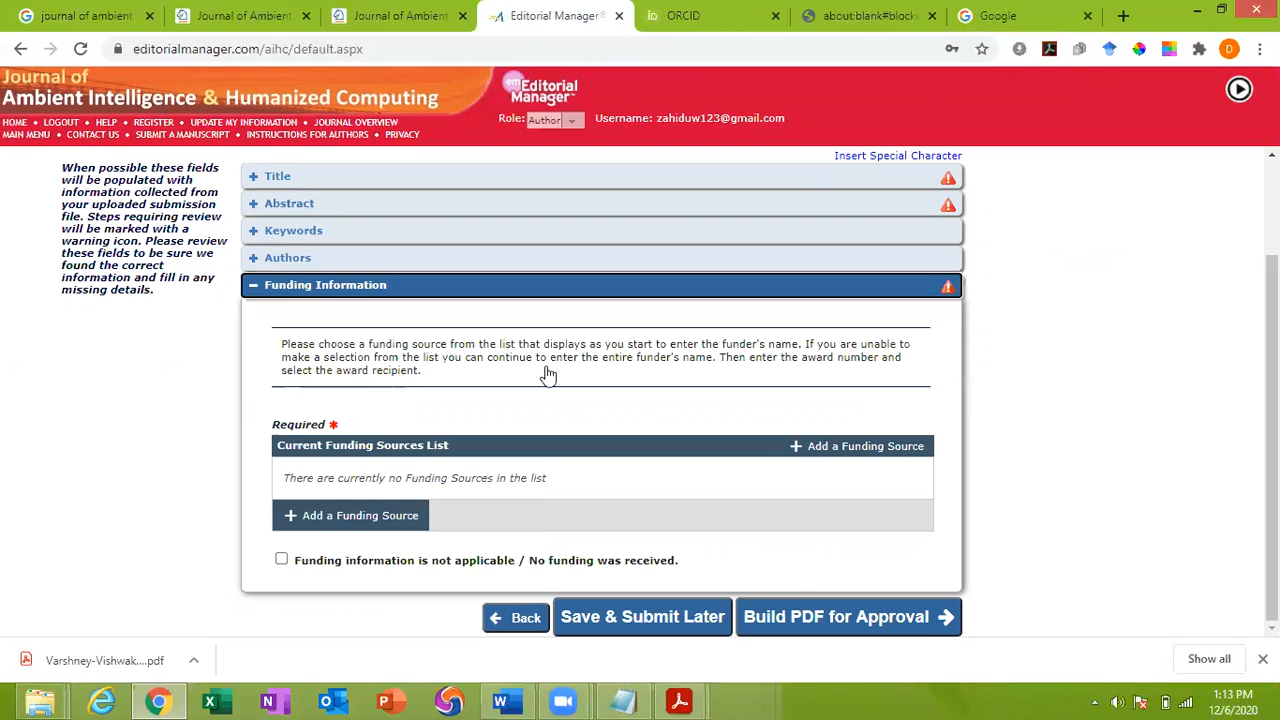 journal of ambient
Journal of Ambient
Journal of Ambient
Editorial Manager®
ORCID
about:blank#block
Google
editorialmanager.com/aihc/default.aspx
D
Journal of
Ambient Intelligence & Humanized Computing
em
Editorial
Manager®
Role: Author
Username: zahiduw123@gmail.com
HOME • LOGOUT • HELP • REGISTER • UPDATE MY INFORMATION • JOURNAL OVERVIEW
MAIN MENU • CONTACT US • SUBMIT A MANUSCRIPT • INSTRUCTIONS FOR AUTHORS • PRIVACY
Insert Special Character
When possible these fields
will be populated with
information collected from
your uploaded submission
file. Steps requiring review
will be marked with a
warning icon. Please review
these fields to be sure we
found the correct
information and fill in any
missing details.
Title
Abstract
Keywords
Authors
Funding Information
Please choose a funding source from the list that displays as you start to enter the funder's name. If you are unable to
make a selection from the list you can continue to enter the entire funder's name. Then enter the award number and
select the award recipient.
Required *
Current Funding Sources List
+ Add a Funding Source
There are currently no Funding Sources in the list
+ Add a Funding Source
Funding information is not applicable / No funding was received.
Back
Save & Submit Later
Build PDF for Approval
Varshney-Vishwak....pdf
Show all
1:13 PM
12/6/2020